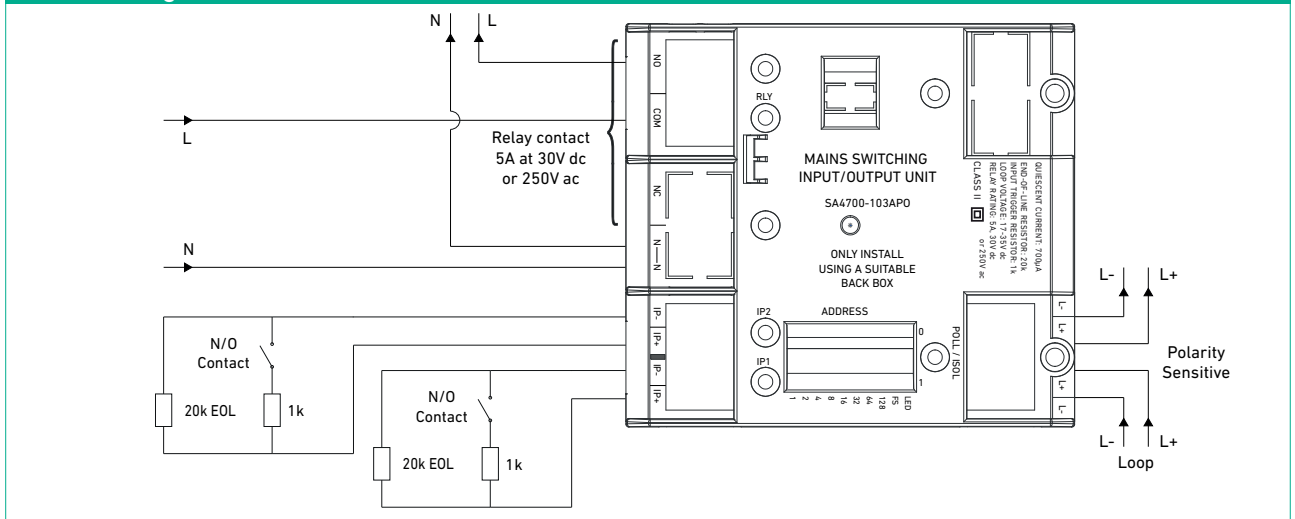 N
L
L
N
Relay contact
5A at 30V dc
or 250V ac
NO
COM
NC
N
N
IP-
IP+
IP-
IP+
RLY
MAINS SWITCHING
INPUT/OUTPUT UNIT
SA4700-103APO
ONLY INSTALL
USING A SUITABLE
BACK BOX
QUIESCENT CURRENT: 700µA
END-OF-LINE RESISTOR: 20k
INPUT TRIGGER RESISTOR: 1k
LOOP VOLTAGE: 17-35V dc
RELAY RATING: 5A, 30V dc
or 250V ac
CLASS II
IP2
IP1
ADDRESS
0
1
1
2
4
8
16
32
64
128
FS
LED
POLL / ISOL
L-
L+
L+
L-
L-
L+
Polarity
Sensitive
L-
L+
Loop
N/O
Contact
20k EOL
1k
N/O
Contact
20k EOL
1k